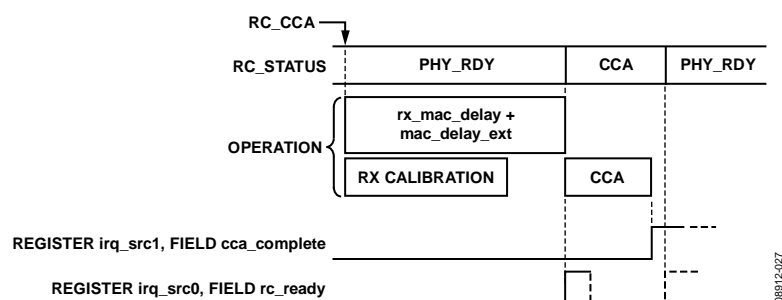 RC_CCA
RC_STATUS
PHY_RDY
CCA
PHY_RDY
OPERATION
rx_mac_delay +
mac_delay_ext
RX CALIBRATION
CCA
REGISTER irq_src1, FIELD cca_complete
REGISTER irq_src0, FIELD rc_ready
08912-027